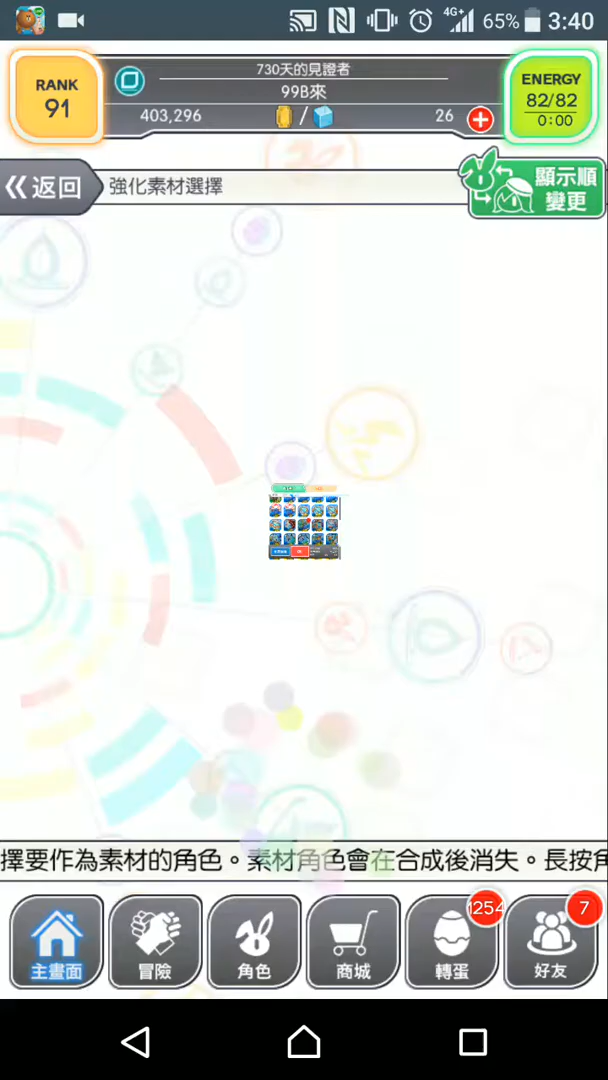 4G+
65%
3:40
RANK
91
730天的見證者
99B來
403,296
/
26
ENERGY
82/82
0:00
返回
強化素材選擇
顯示順
變更
擇要作為素材的角色。素材角色會在合成後消失。長按角
主畫面
冒險
角色
商城
1254
轉蛋
7
好友